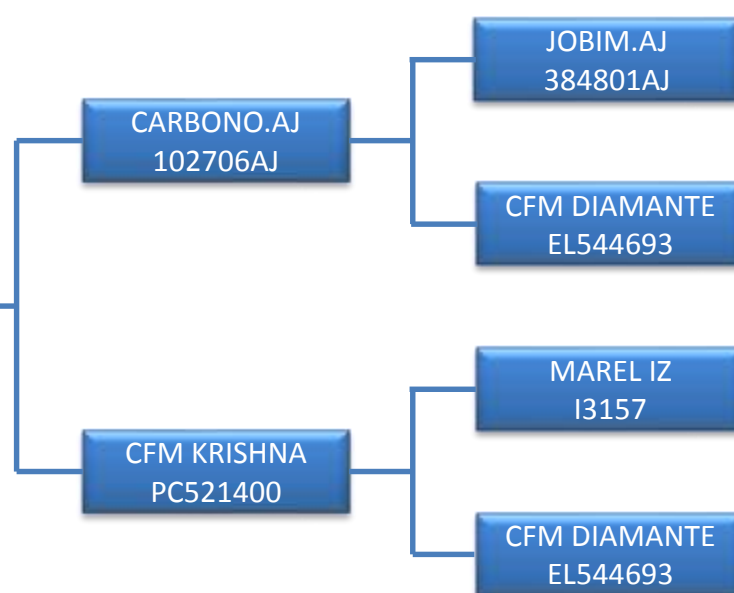 JOBIM.AJ
384801AJ
CARBONO.AJ
102706AJ
CFM DIAMANTE
EL544693
MAREL IZ
I3157
CFM KRISHNA
PC521400
CFM DIAMANTE
EL544693